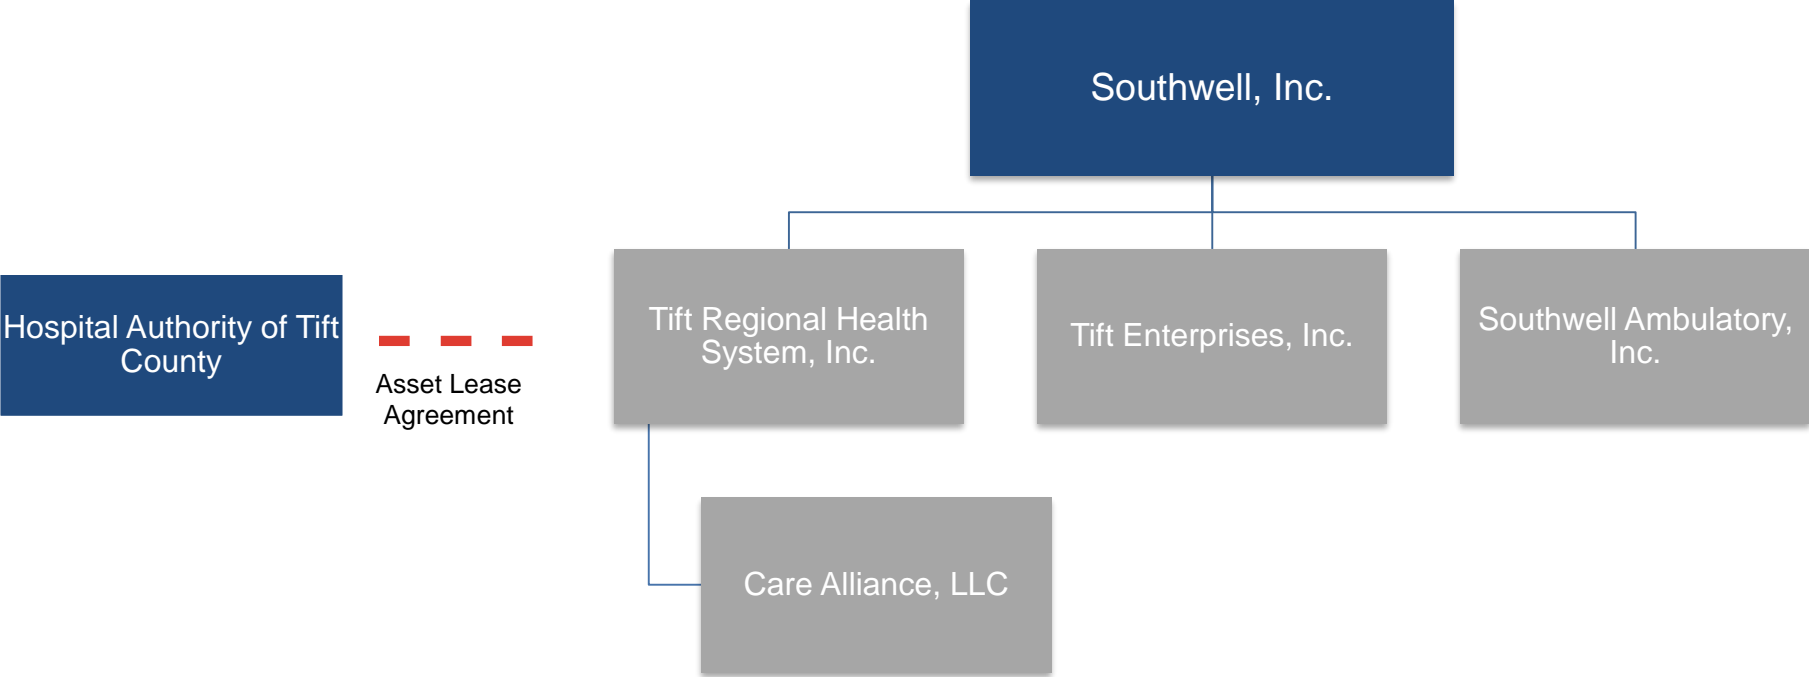 Southwell, Inc.
Hospital Authority of Tift
County
Asset Lease
Agreement
Tift Regional Health
System, Inc.
Tift Enterprises, Inc.
Southwell Ambulatory,
Inc.
Care Alliance, LLC